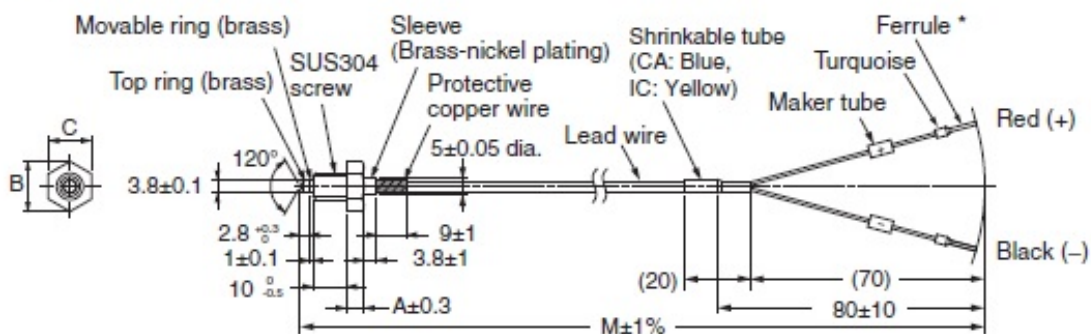 Movable ring (brass)
Top ring (brass)
SUS304
screw
Sleeve
(Brass-nickel plating)
Protective
copper wire
5±0.05 dia.
Shrinkable tube
(CA: Blue,
IC: Yellow)
Lead wire
Maker tube
Turquoise
Ferrule *
Red (+)
Black (–)
C
B
120°
3.8±0.1
2.8 +0.3 0
1±0.1
10 0 -0.5
A±0.3
9±1
3.8±1
(20)
(70)
80±10
M±1%